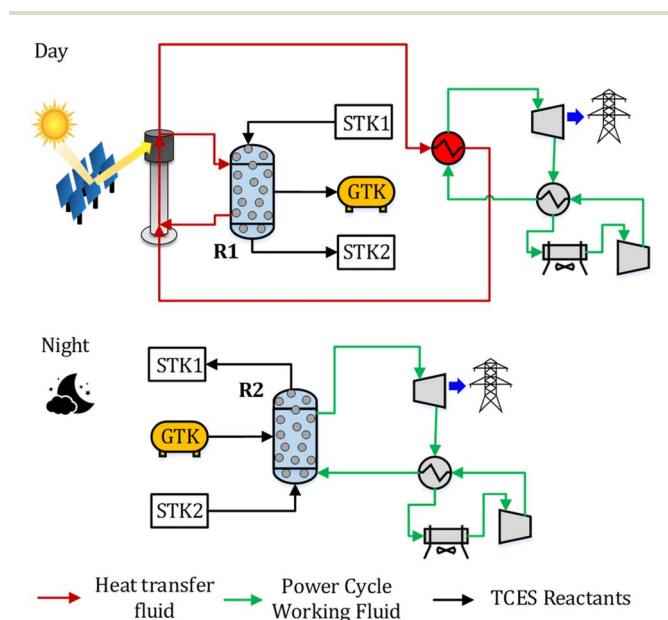 Day
STK1
GTK
R1
STK2
Night
STK1
R2
GTK
STK2
Heat transfer
fluid
Power Cycle
Working Fluid
TCES Reactants